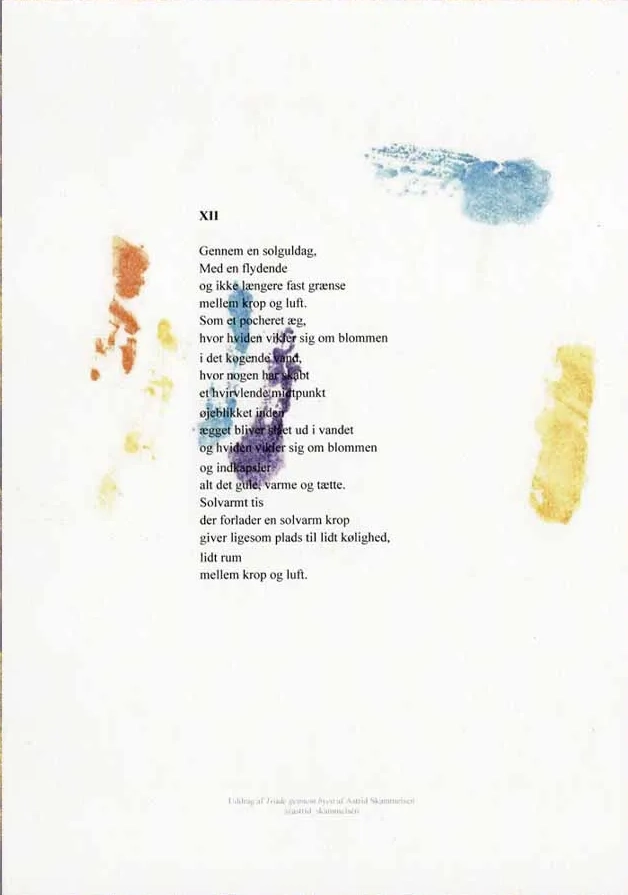 XII
Gennem en solguldag,
Med en flydende
og ikke længere fast grænse
mellem krop og luft.
Som et pocheret æg,
hvor hviden vikler sig om blommen
i det kogende vand,
hvor nogen har skabt
et hvirvlende midtpunkt
øjeblikket inden
ægget bliver slået ud i vandet
og hviden vikler sig om blommen
og indkapsler
alt det gule, varme og tætte.
Solvarmt tis
der forlader en solvarm krop
giver ligesom plads til lidt kølighed,
lidt rum
mellem krop og luft.
Uddrag af Triade gennem byen af Astrid Skammelsen
@astrid_skammelsen